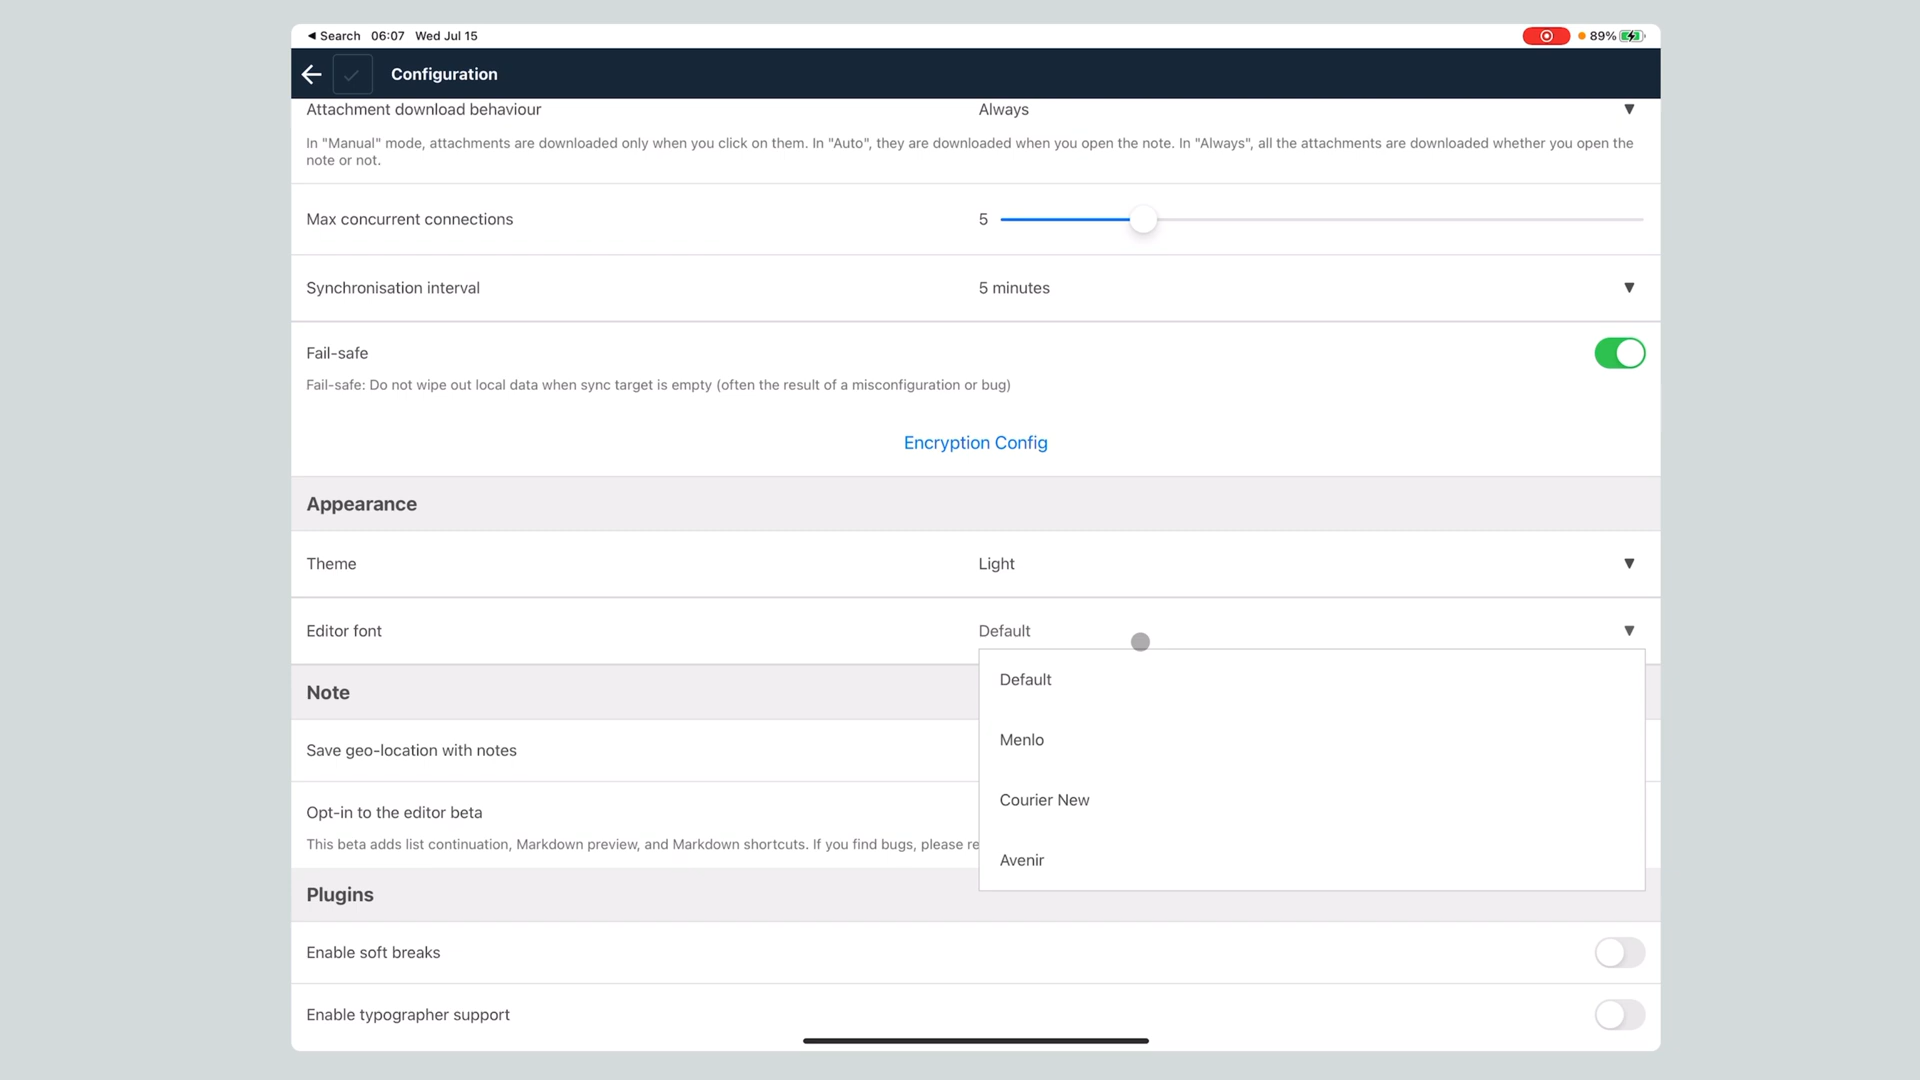 ◀ Search 06:07 Wed Jul 15
89%
Configuration
Attachment download behaviour
Always
In "Manual" mode, attachments are downloaded only when you click on them. In "Auto", they are downloaded when you open the note. In "Always", all the attachments are downloaded whether you open the
note or not.
Max concurrent connections
5
Synchronisation interval
5 minutes
Fail-safe
Fail-safe: Do not wipe out local data when sync target is empty (often the result of a misconfiguration or bug)
Encryption Config
Appearance
Theme
Light
Editor font
Default
Default
Menlo
Courier New
Avenir
Note
Save geo-location with notes
Opt-in to the editor beta
This beta adds list continuation, Markdown preview, and Markdown shortcuts. If you find bugs, please re
Plugins
Enable soft breaks
Enable typographer support